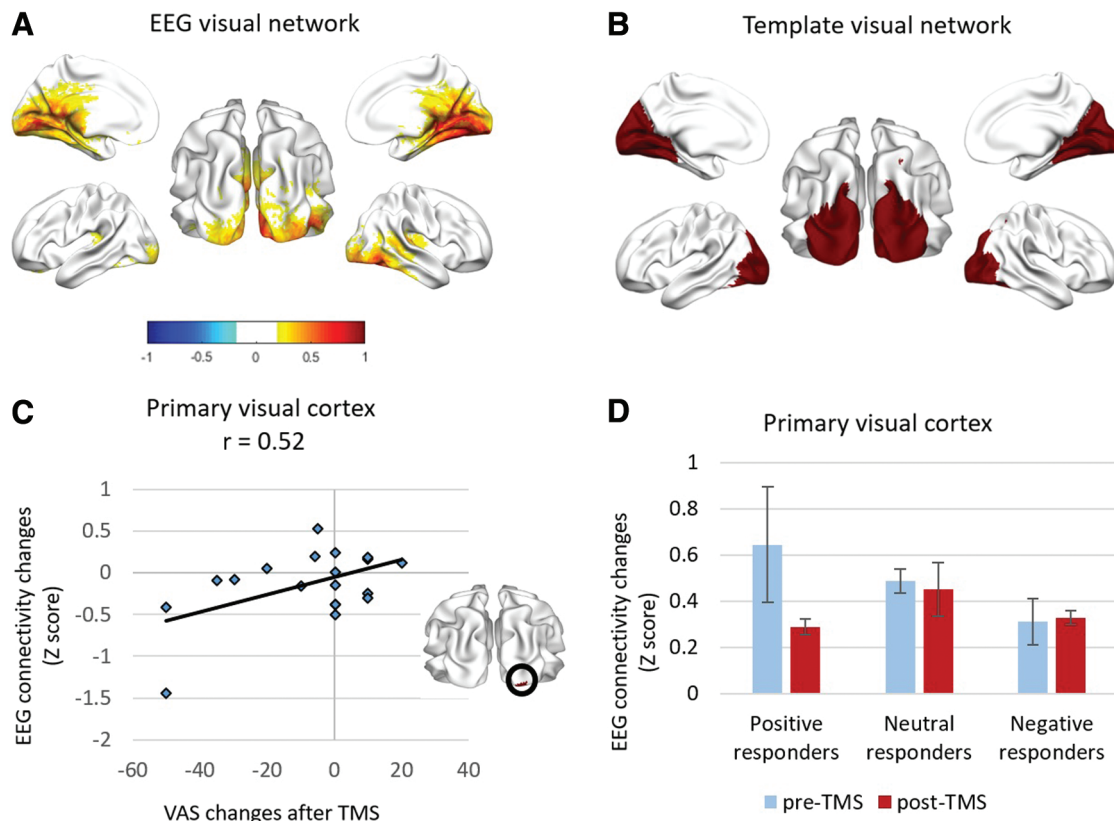 A
EEG visual network
B
Template visual network
-1 -0.5 0 0.5 1
C
Primary visual cortex
r = 0.52
EEG connectivity changes
(Z score)
1
0.5
0
-0.5
-1
-1.5
-2
-60 -40 -20 0 20 40
VAS changes after TMS
D
Primary visual cortex
EEG connectivity changes
(Z score)
1
0.8
0.6
0.4
0.2
0
Positive
responders
Neutral
responders
Negative
responders
pre-TMS post-TMS